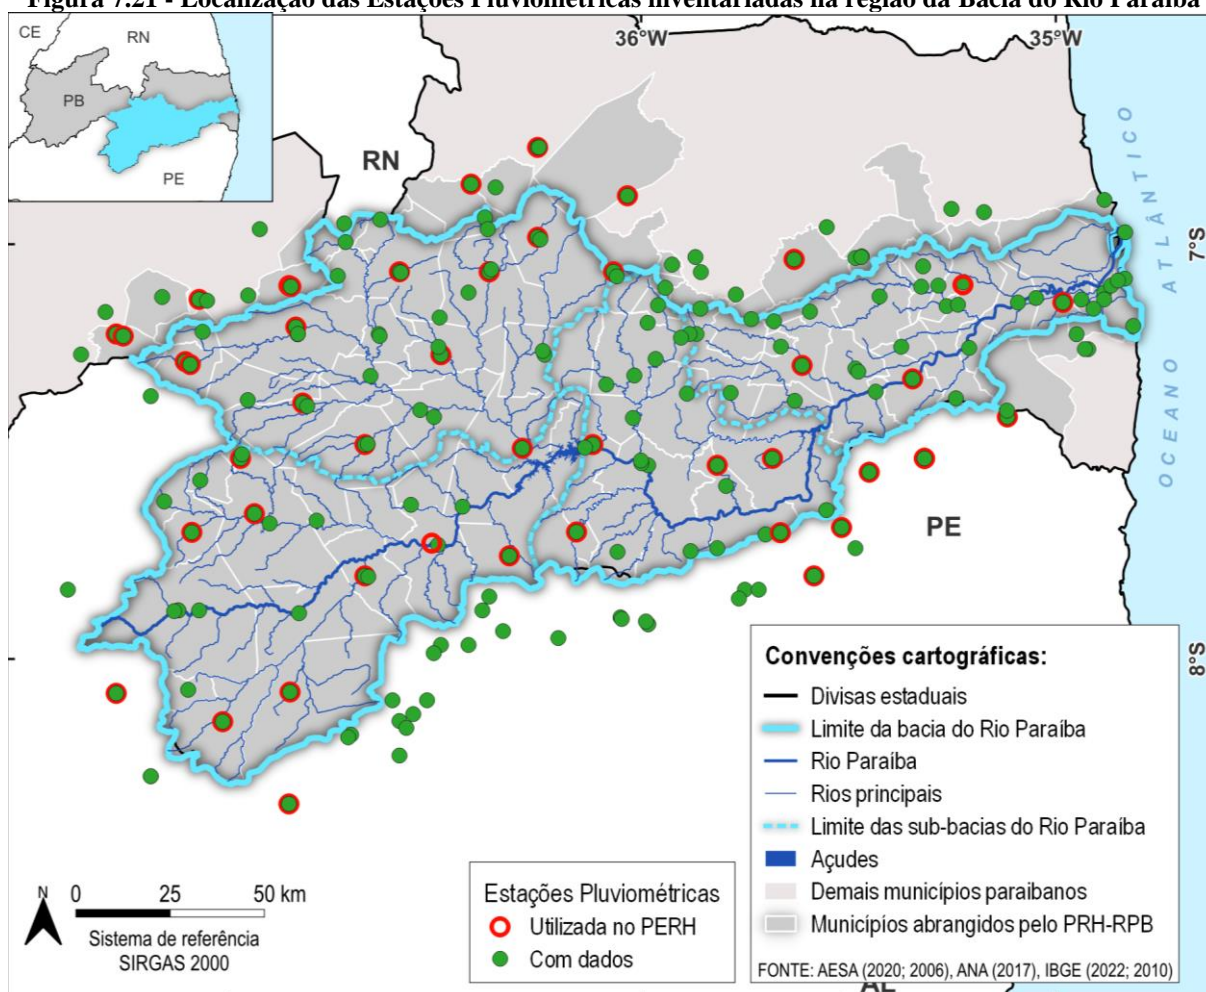 Figura 7.21 - Localização das Estações Pluviométricas inventariadas na região da Bacia do Rio Paraíba
CE
RN
PB
PE
36°W
35°W
RN
OCEANO ATLÂNTICO
7°S
PE
8°S
Convenções cartográficas:
Divisas estaduais
Limite da bacia do Rio Paraíba
Rio Paraíba
Rios principais
Limite das sub-bacias do Rio Paraíba
Açudes
Demais municípios paraibanos
Municípios abrangidos pelo PRH-RPB
FONTE: AESA (2020; 2006), ANA (2017), IBGE (2022; 2010)
Estações Pluviométricas
Utilizada no PERH
Com dados
N
0 25 50 km
Sistema de referência
SIRGAS 2000
AL